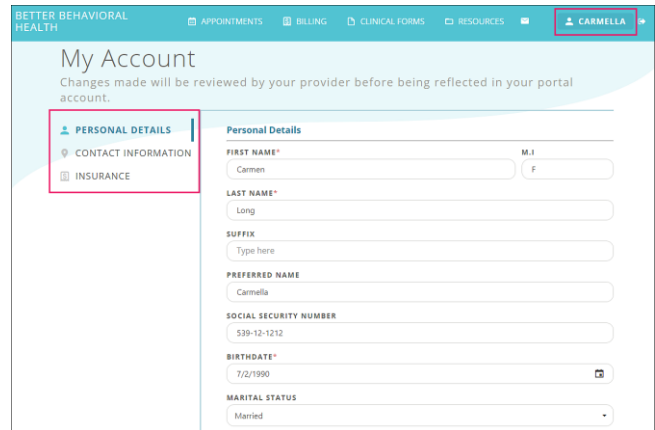 BETTER BEHAVIORAL
HEALTH
APPOINTMENTS
BILLING
CLINICAL FORMS
RESOURCES
CARMELLA
My Account
Changes made will be reviewed by your provider before being reflected in your portal
account.
PERSONAL DETAILS
CONTACT INFORMATION
INSURANCE
Personal Details
FIRST NAME*
M.I
Carmen
F
LAST NAME*
Long
SUFFIX
Type here
PREFERRED NAME
Carmella
SOCIAL SECURITY NUMBER
539-12-1212
BIRTHDATE*
7/2/1990
MARITAL STATUS
Married